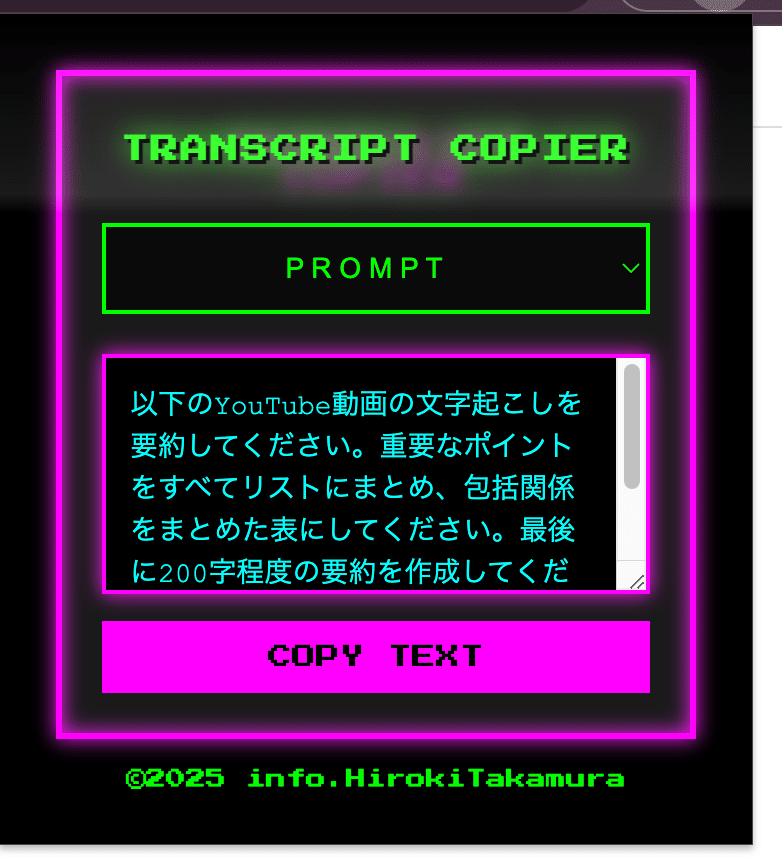 TRANSCRIPT COPIER
PROMPT
以下のYouTube動画の文字起こしを
要約してください。重要なポイント
をすべてリストにまとめ、包括関係
をまとめた表にしてください。最後
に200字程度の要約を作成してくだ
COPY TEXT
©2025 info.HirokiTakamura